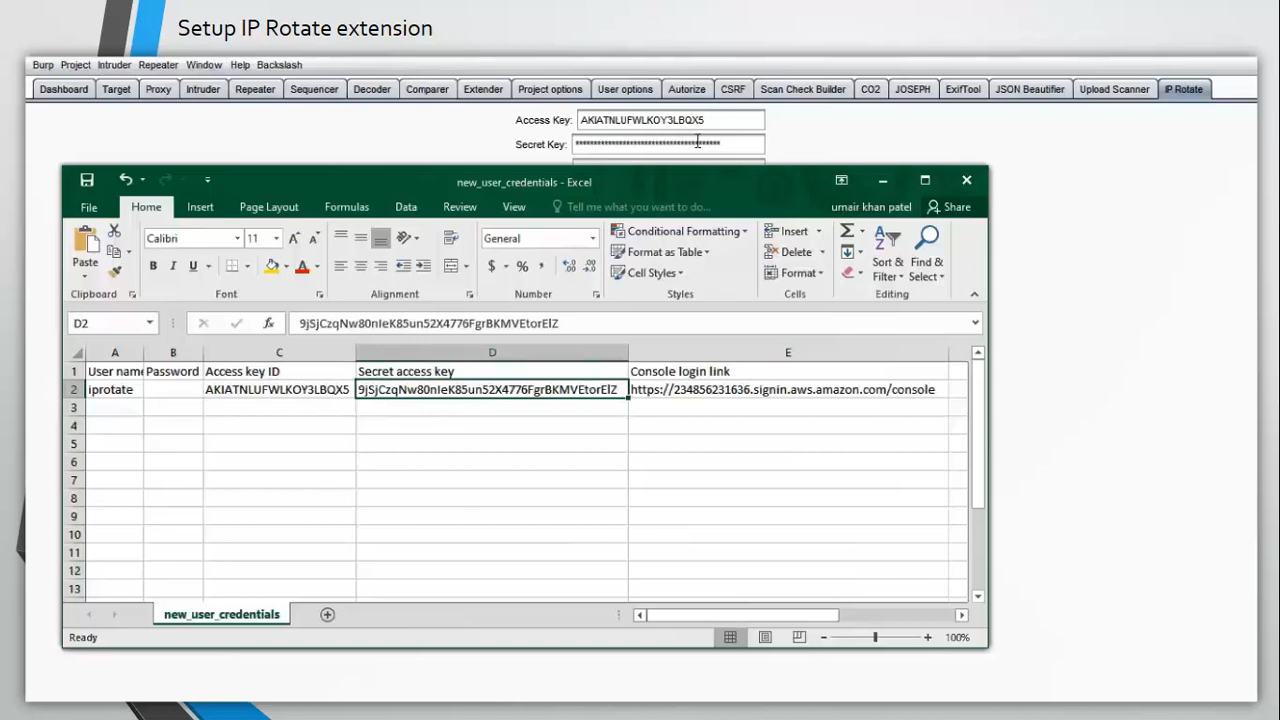 Setup IP Rotate extension
Burp Project Intruder Repeater Window Help Backslash
Dashboard Target Proxy Intruder Repeater Sequencer Decoder Comparer Extender Project options User options Autorize CSRF Scan Check Builder CO2 JOSEPH ExifTool JSON Beautifier Upload Scanner IP Rotate
Access Key: AKIATNLUFWLKOY3LBQX5
Secret Key: ****************************************
new_user_credentials - Excel
File Home Insert Page Layout Formulas Data Review View Tell me what you want to do... umair khan patel Share
Calibri 11 General Conditional Formatting Insert
Paste Format as Table Delete Sort & Find &
B I U $ % , Cell Styles Format Filter Select
Clipboard Font Alignment Number Styles Cells Editing
D2 fx 9jSjCzqNw80nIeK85un52X4776FgrBKMVEtorElZ
A B C D E
1 User name Password Access key ID Secret access key Console login link
2 iprotate AKIATNLUFWLKOY3LBQX5 9jSjCzqNw80nIeK85un52X4776FgrBKMVEtorElZ https://234856231636.signin.aws.amazon.com/console
3
4
5
6
7
8
9
10
11
12
13
new_user_credentials
Ready 100%